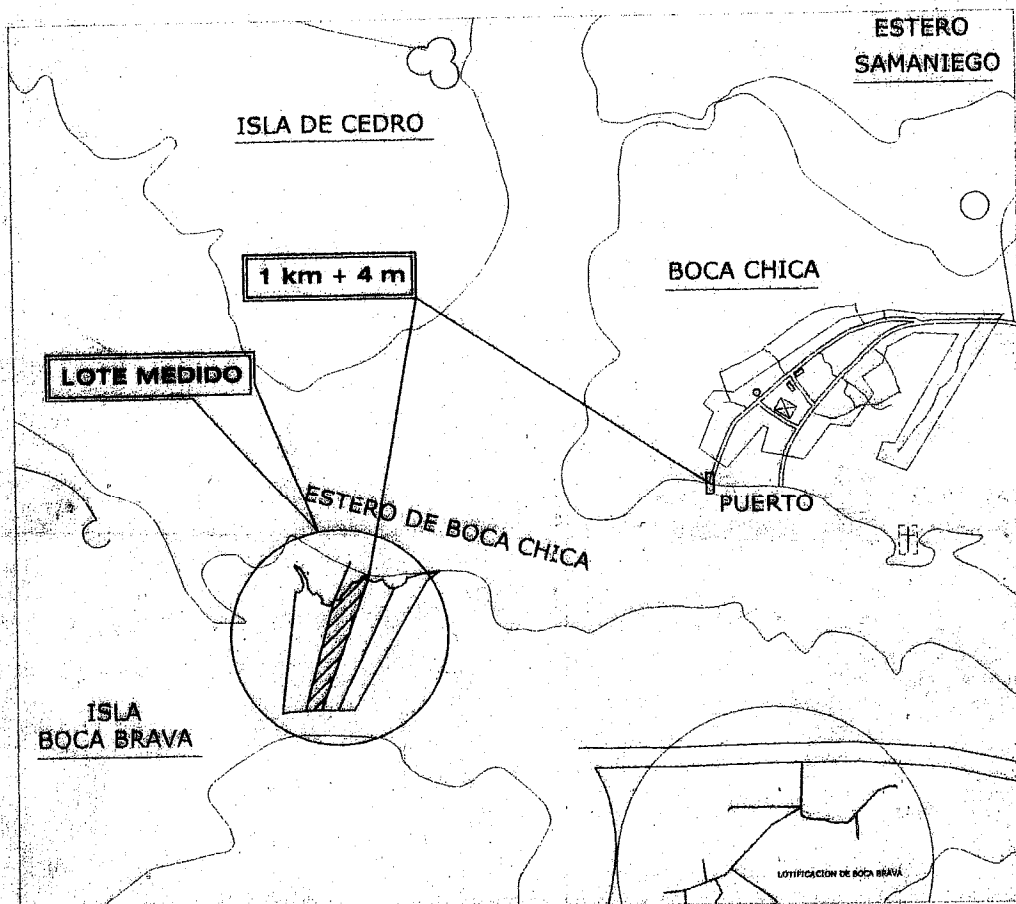 ESTERO
SAMANIEGO
ISLA DE CEDRO
1 km + 4 m
BOCA CHICA
LOTE MEDIDO
PUERTO
ESTERO DE BOCA CHICA
ISLA
BOCA BRAVA
LOTIFICACION DE BOCA BRAVA